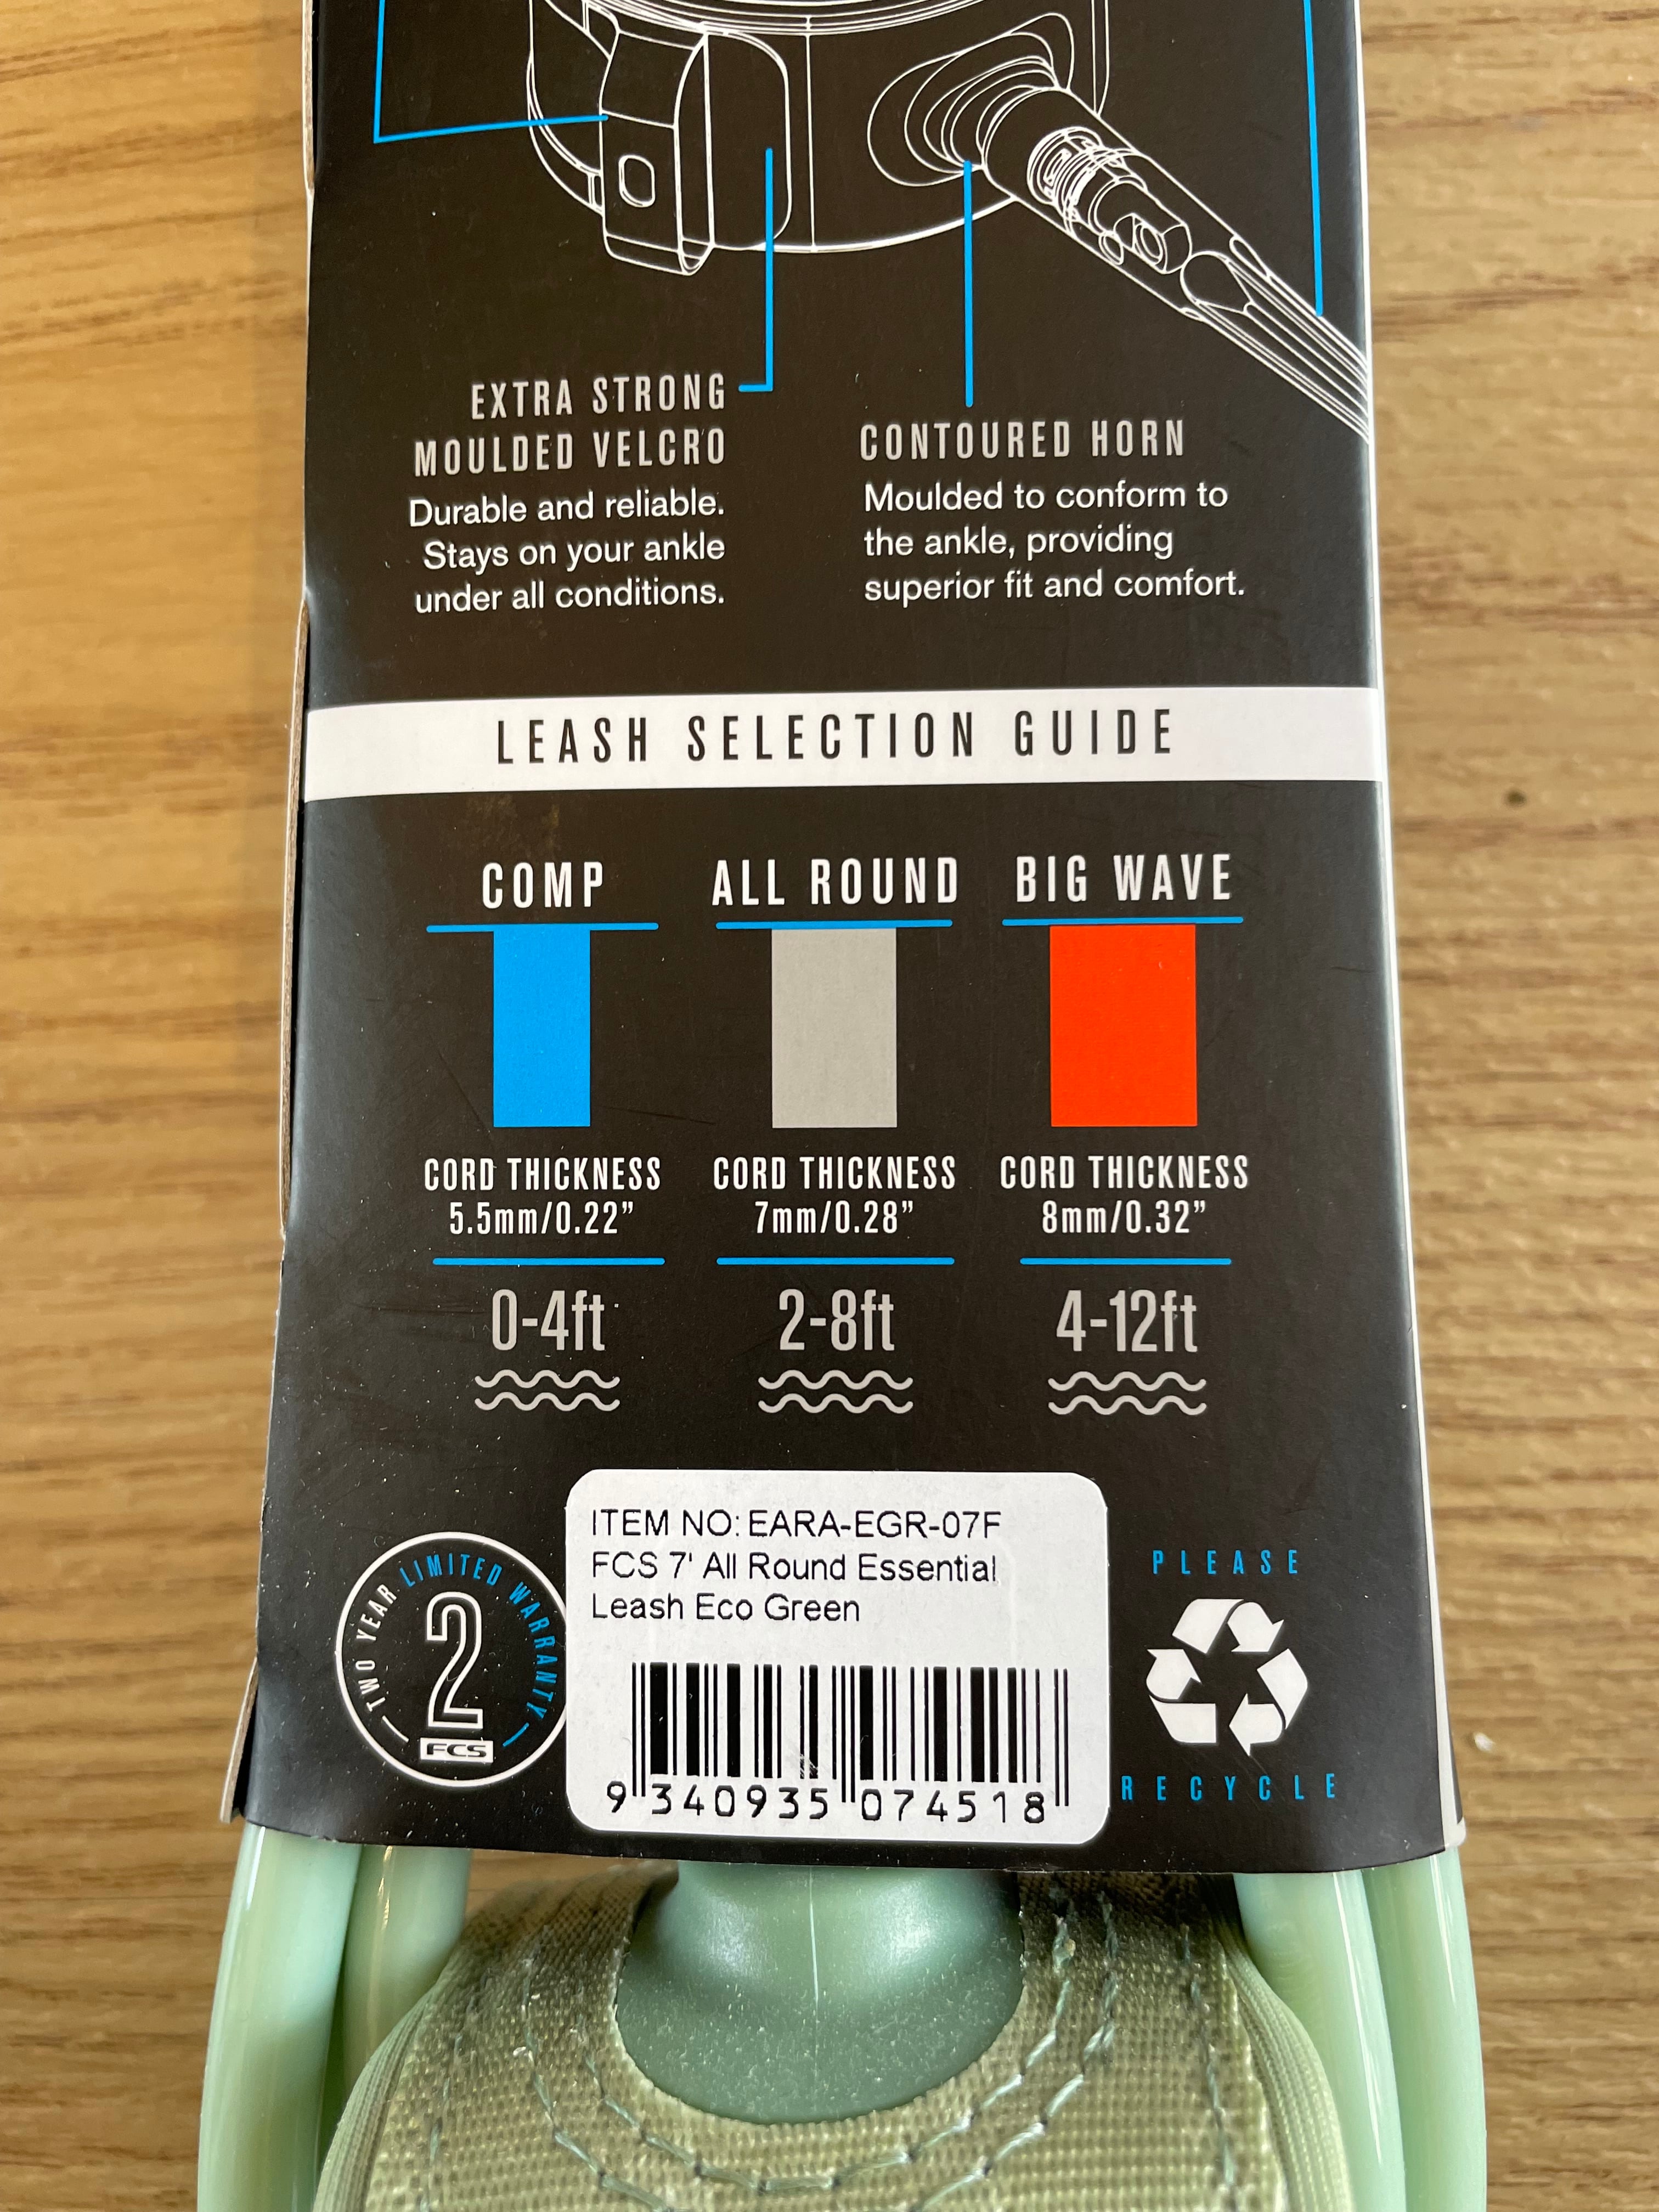 EXTRA STRONG
MOULDED VELCRO
Durable and reliable.
Stays on your ankle
under all conditions.
CONTOURED HORN
Moulded to conform to
the ankle, providing
superior fit and comfort.
LEASH SELECTION GUIDE
COMP
CORD THICKNESS
5.5mm/0.22”
0-4ft
ALL ROUND
CORD THICKNESS
7mm/0.28”
2-8ft
BIG WAVE
CORD THICKNESS
8mm/0.32”
4-12ft
TWO YEAR LIMITED WARRANTY
2
FCS
ITEM NO: EARA-EGR-07F
FCS 7' All Round Essential
Leash Eco Green
9 340935 074518
PLEASE
RECYCLE